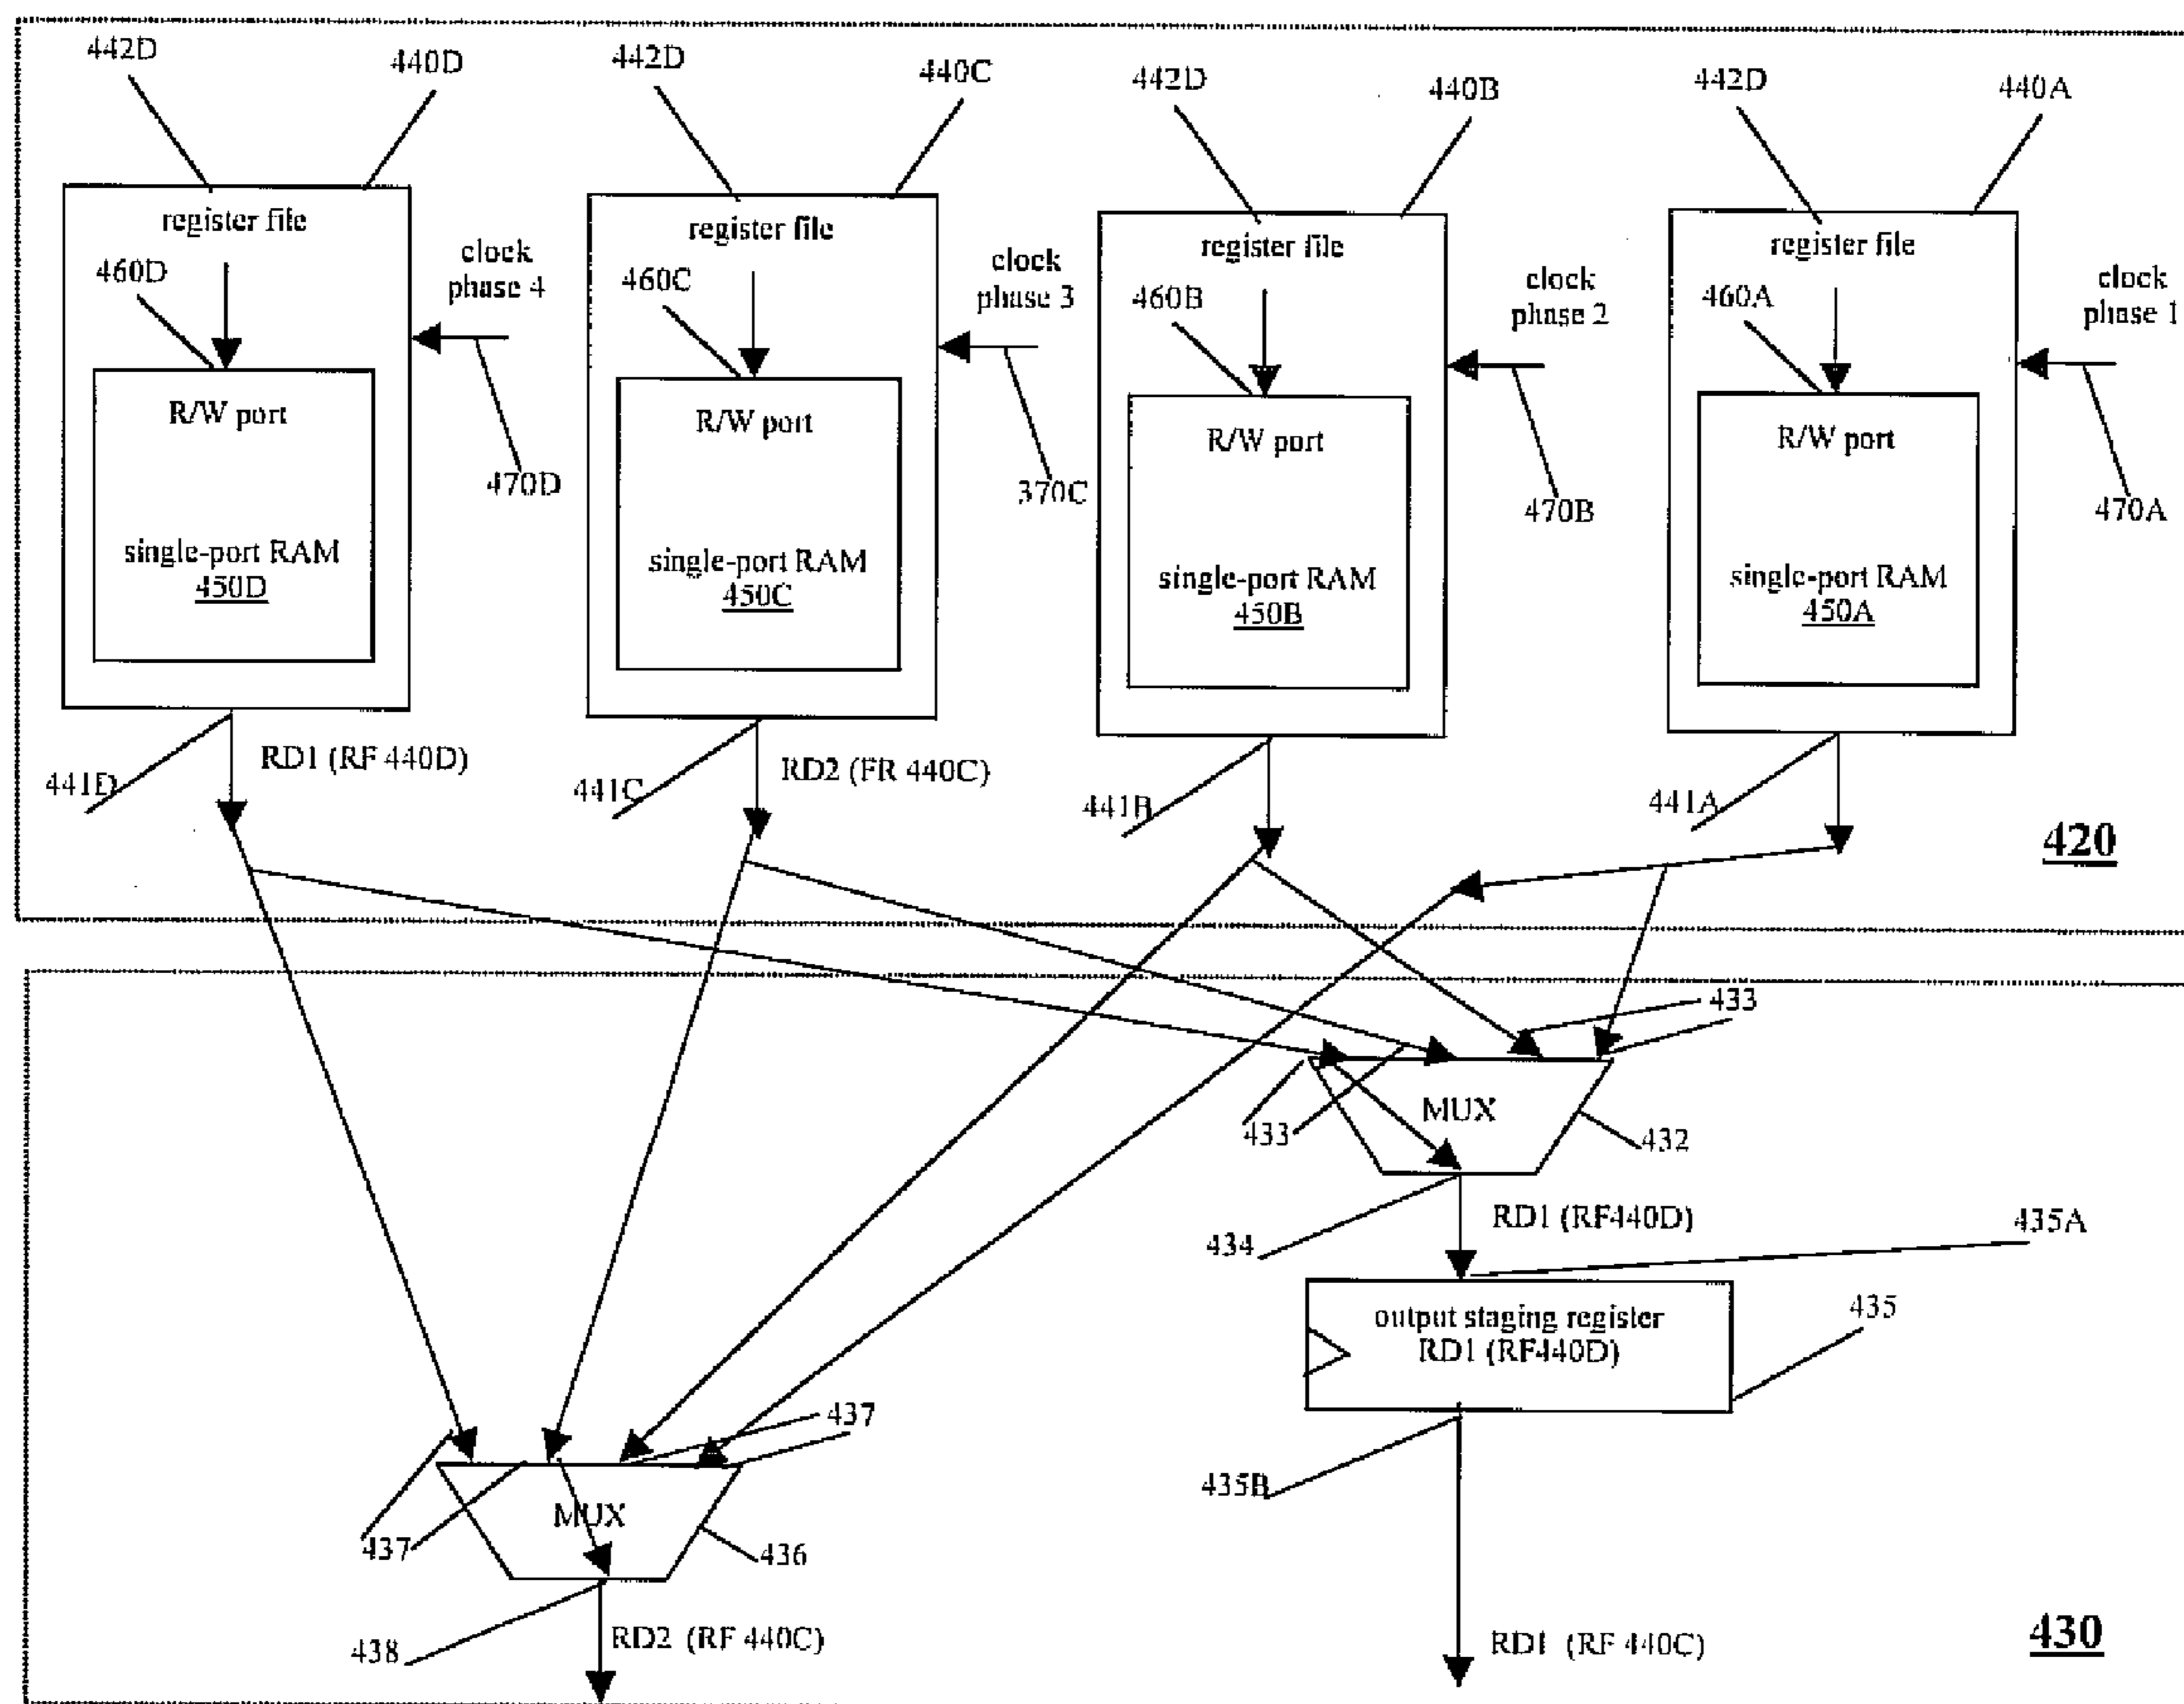 442D
440D
442D
440C
442D
440B
442D
440A
register file
460D
clock
phase 4
R/W port
470D
single-port RAM
450D
register file
460C
clock
phase 3
R/W port
370C
single-port RAM
450C
register file
460B
clock
phase 2
R/W port
470B
single-port RAM
450B
register file
460A
clock
phase 1
R/W port
470A
single-port RAM
450A
441D
RD1 (RF 440D)
441C
RD2 (FR 440C)
441B
441A
420
433
433
MUX
432
434
RD1 (RF440D)
435A
output staging register
RD1 (RF440D)
435
437
435B
437
MUX
436
438
RD2 (RF 440C)
RD1 (RF 440C)
430